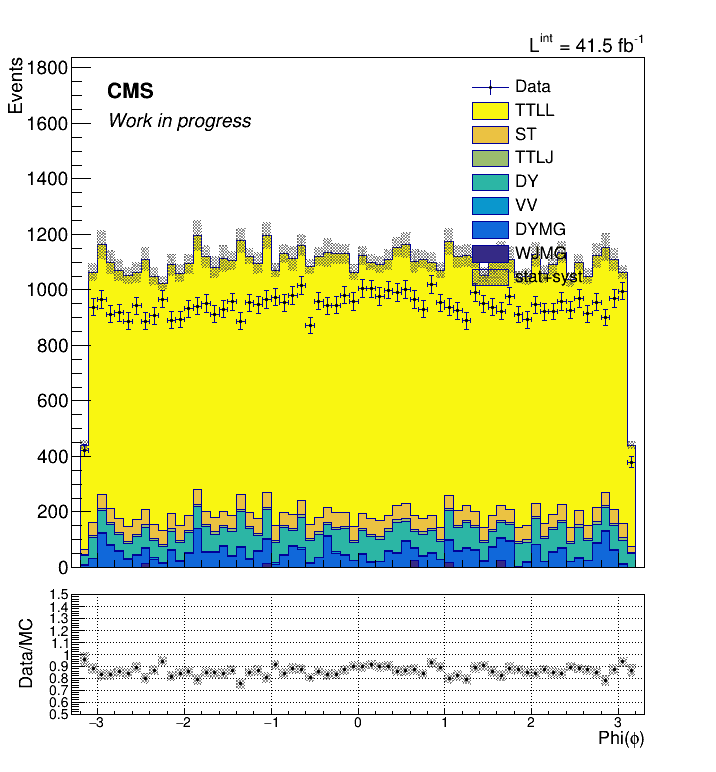 L^int = 41.5 fb^-1
Events
1800
1600
1400
1200
1000
800
600
400
200
0
CMS
Work in progress
Data
TTLL
ST
TTLJ
DY
VV
DYMG
WJMG
stat+syst
Data/MC
1.5
1.4
1.3
1.2
1.1
1
0.9
0.8
0.7
0.6
0.5
−3 −2 −1 0 1 2 3
Phi(ϕ)